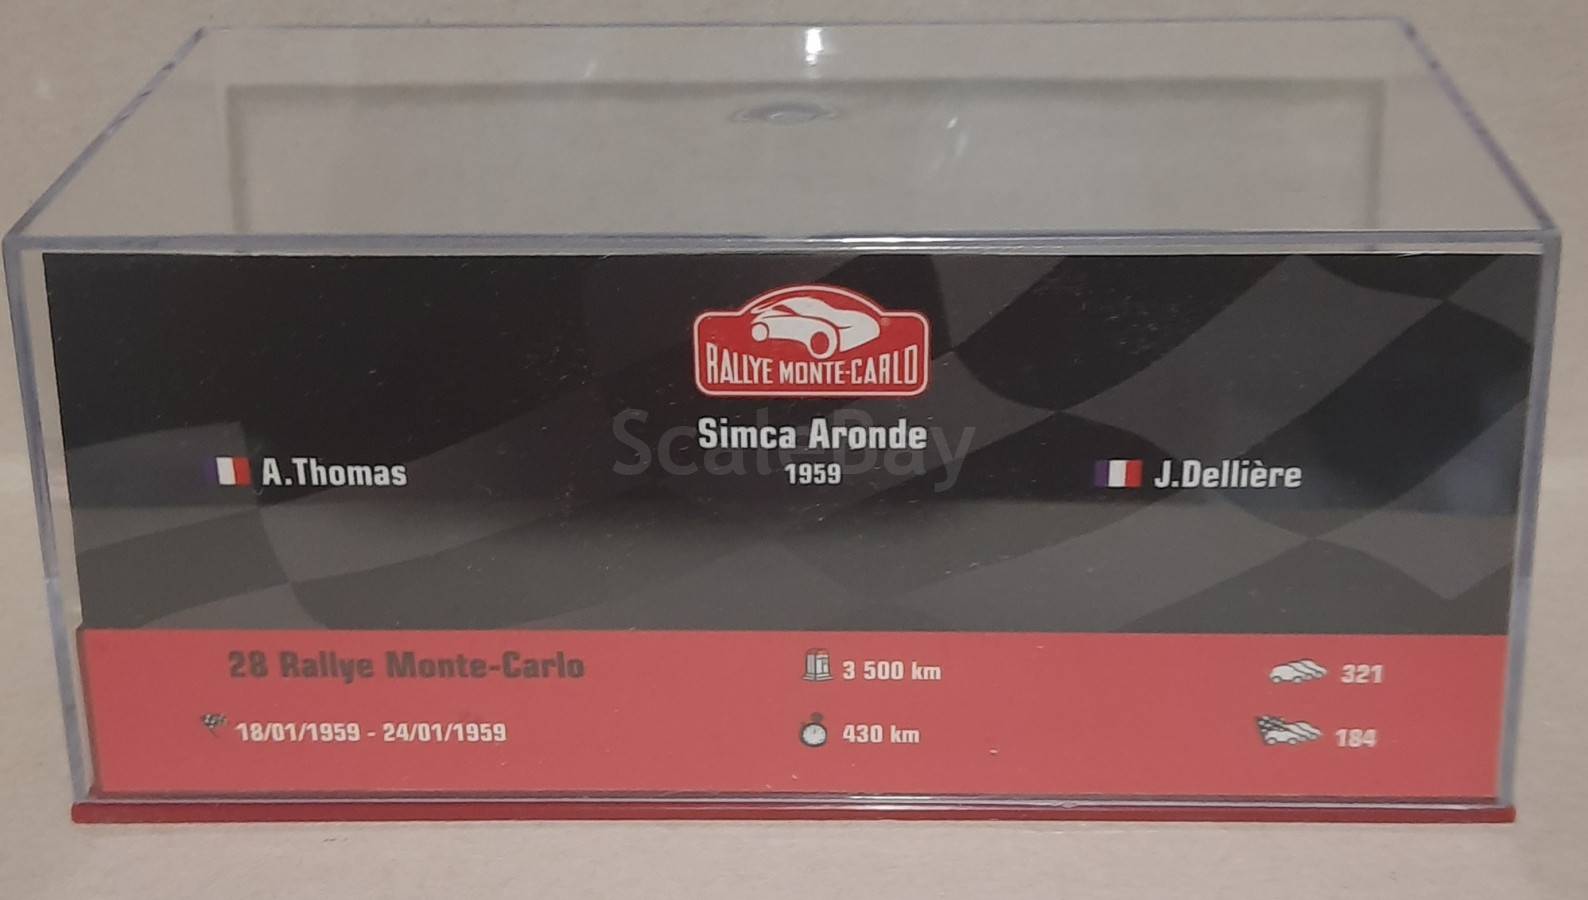 RALLYE MONTE-CARLO
Simca Aronde
1959
A.Thomas
J.Dellière
ScaleBay
28 Rallye Monte-Carlo
3 500 km
321
18/01/1959 - 24/01/1959
430 km
184